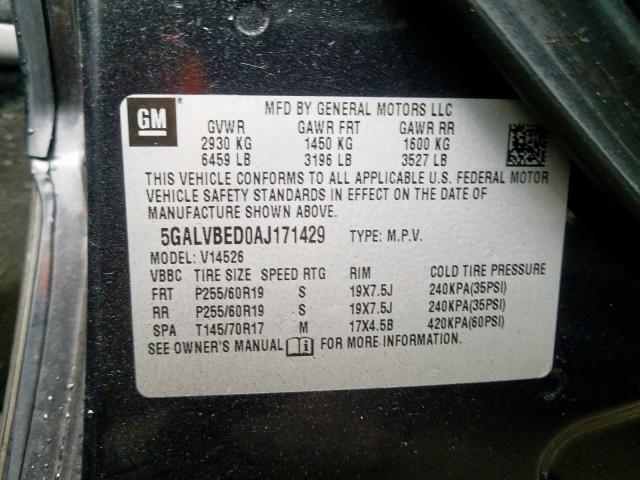 GM
MFD BY GENERAL MOTORS LLC
GVWR GAWR FRT GAWR RR
2930 KG 1450 KG 1600 KG
6459 LB 3196 LB 3527 LB
THIS VEHICLE CONFORMS TO ALL APPLICABLE U.S. FEDERAL MOTOR
VEHICLE SAFETY STANDARDS IN EFFECT ON THE DATE OF
MANUFACTURE SHOWN ABOVE.
5GALVBED0AJ171429 TYPE: M.P.V.
MODEL: V14526
VBBC TIRE SIZE SPEED RTG RIM COLD TIRE PRESSURE
FRT P255/60R19 S 19X7.5J 240KPA(35PSI)
RR P255/60R19 S 19X7.5J 240KPA(35PSI)
SPA T145/70R17 M 17X4.5B 420KPA(60PSI)
SEE OWNER'S MANUAL FOR MORE INFORMATION.